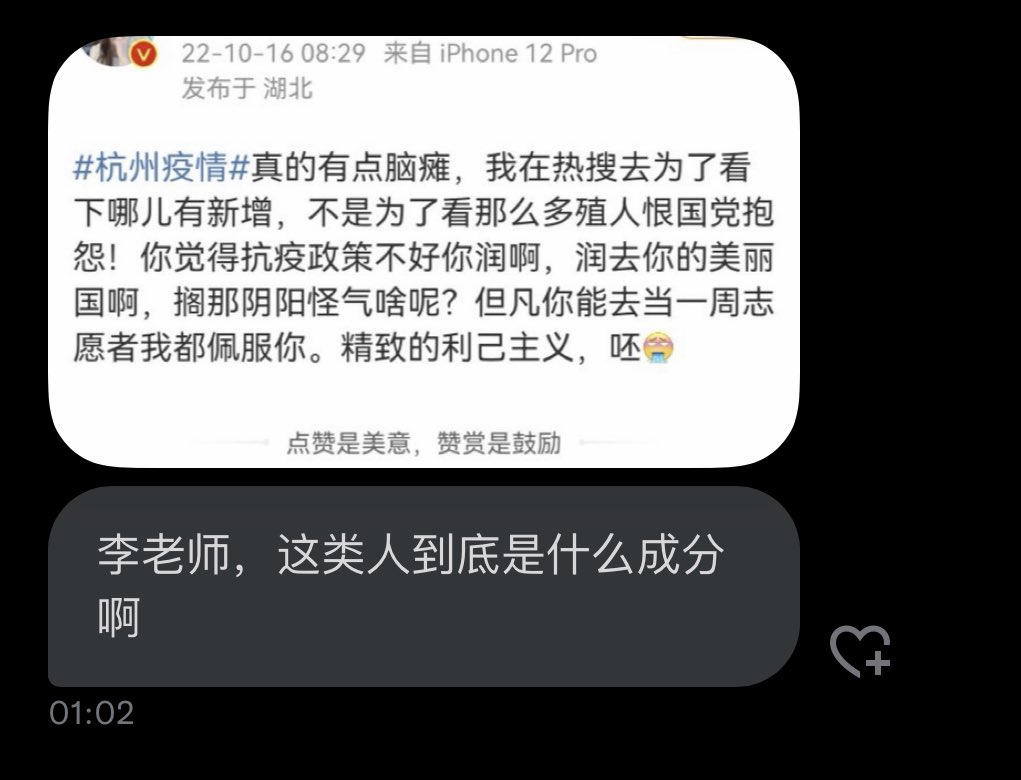 22-10-16 08:29 来自 iPhone 12 Pro
发布于 湖北
#杭州疫情#真的有点脑瘫，我在热搜去为了看
下哪儿有新增，不是为了看那么多殖人恨国党抱
怨！你觉得抗疫政策不好你润啊，润去你的美丽
国啊，搁那阴阳怪气啥呢？但凡你能去当一周志
愿者我都佩服你。精致的利己主义，呸
点赞是美意，赞赏是鼓励
李老师，这类人到底是什么成分
啊
01:02